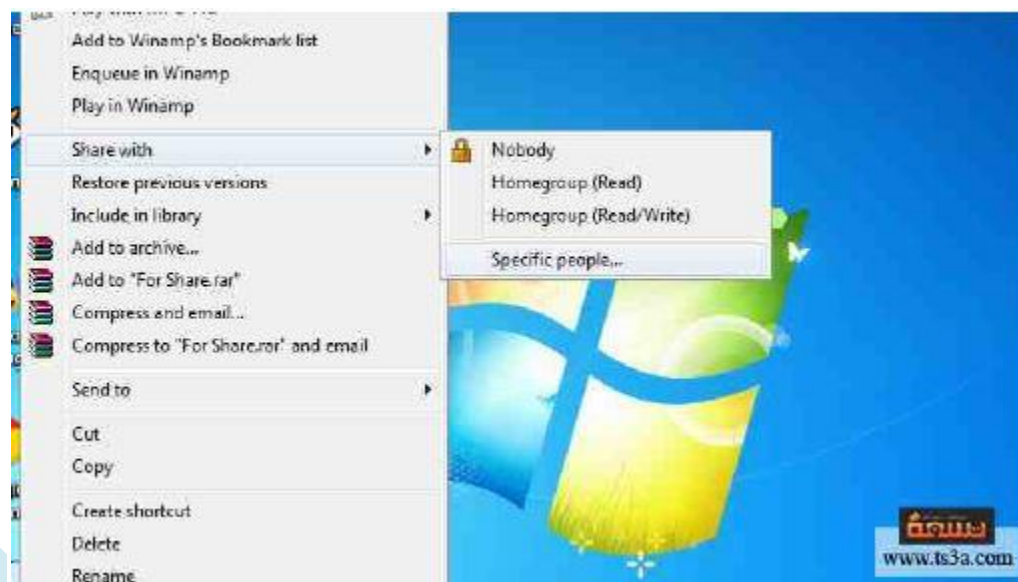 Add to Winamp's Bookmark list
Enqueue in Winamp
Play in Winamp
Share with
Restore previous versions
Include in library
Add to archive...
Add to "For Share.rar"
Compress and email...
Compress to "For Share.rar" and email
Send to
Cut
Copy
Create shortcut
Delete
Rename
Nobody
Homegroup (Read)
Homegroup (Read/Write)
Specific people...
تسعة
www.ts3a.com